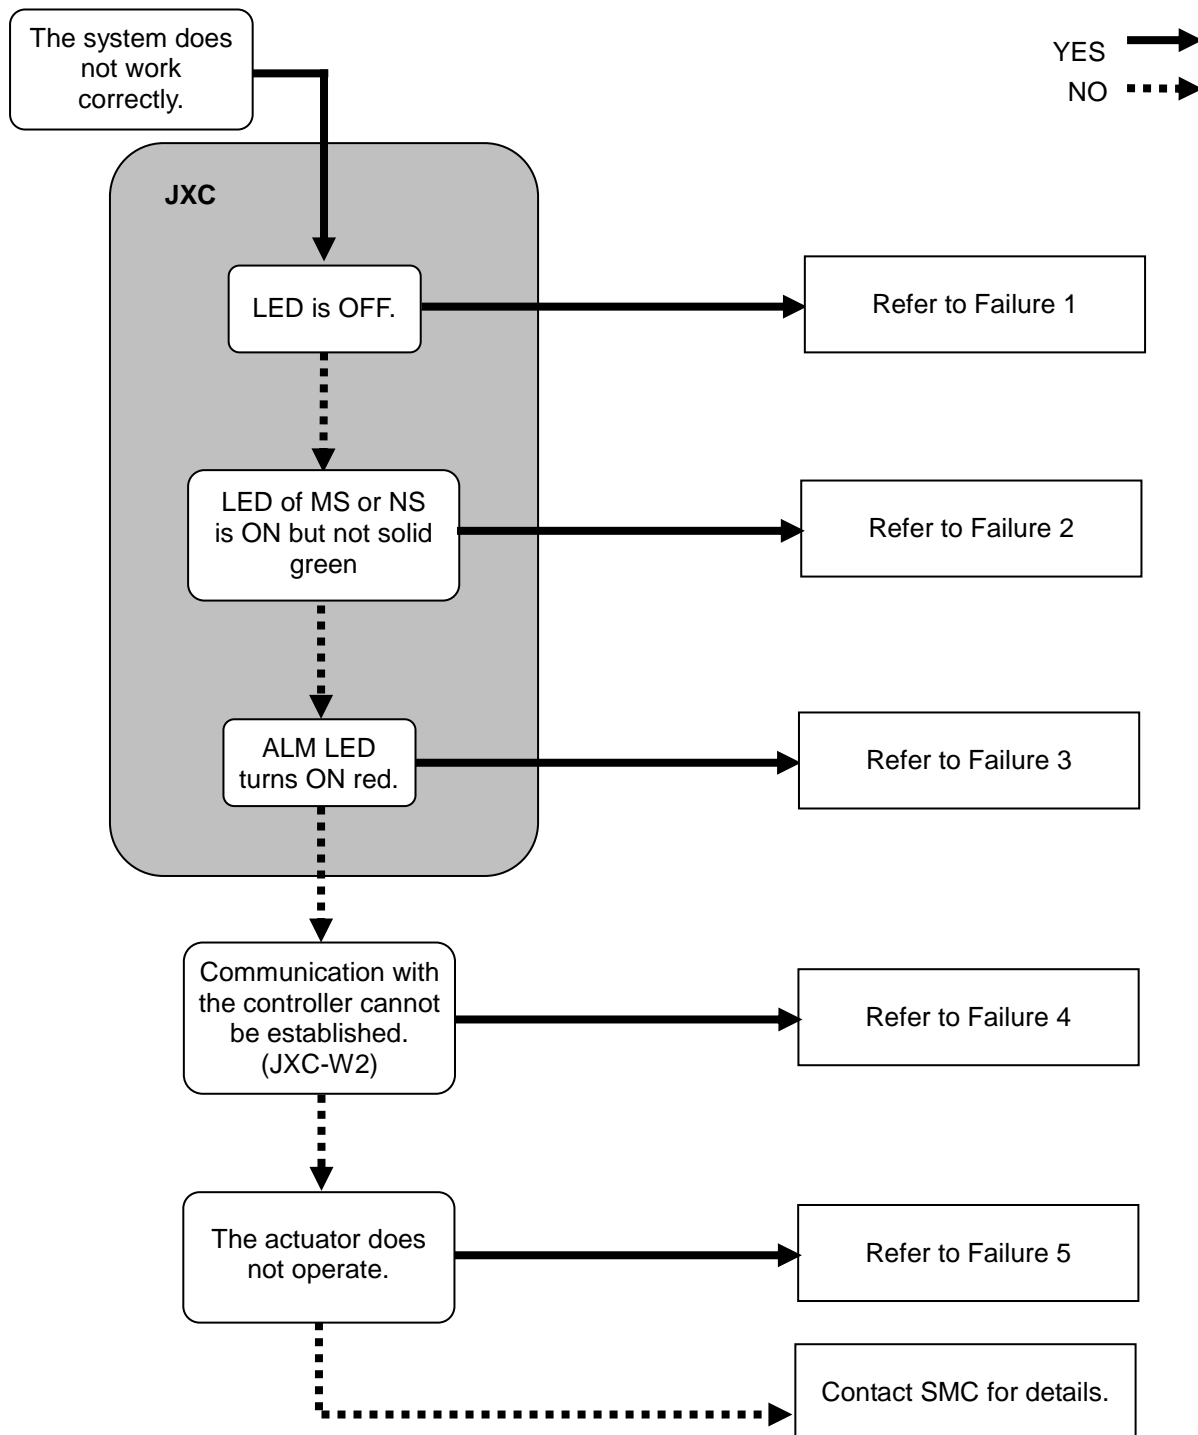 The system does
not work
correctly.
YES
NO
JXC
LED is OFF.
Refer to Failure 1
LED of MS or NS
is ON but not solid
green
Refer to Failure 2
ALM LED
turns ON red.
Refer to Failure 3
Communication with
the controller cannot
be established.
(JXC-W2)
Refer to Failure 4
The actuator does
not operate.
Refer to Failure 5
Contact SMC for details.